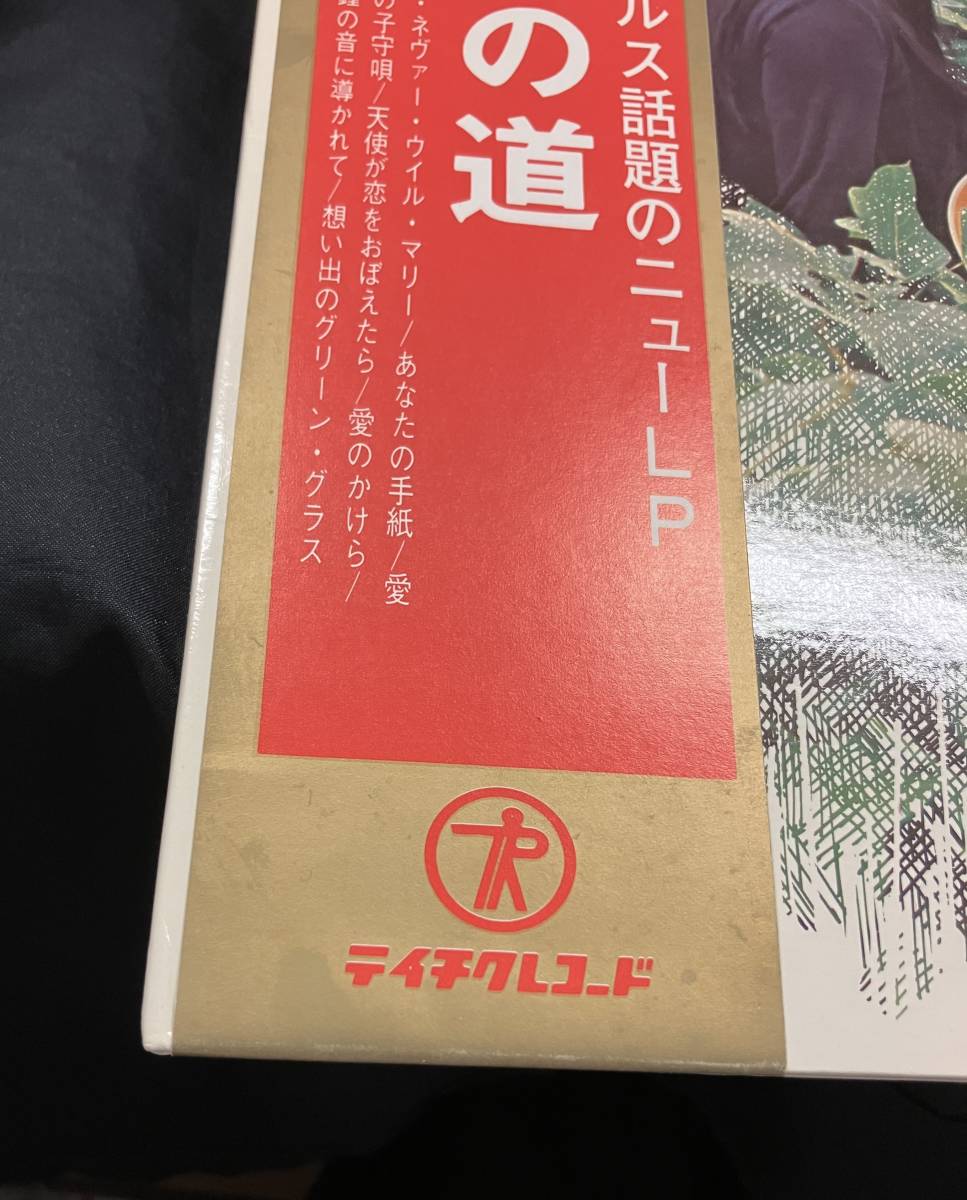 ルス話題のニューLP
の道
・ネヴァー・ウイル・マリー/あなたの手紙/愛
の子守唄/天使が恋をおぼえたら/愛のかけら/
鐘の音に導かれて/想い出のグリーン・グラス
テイチクレコード